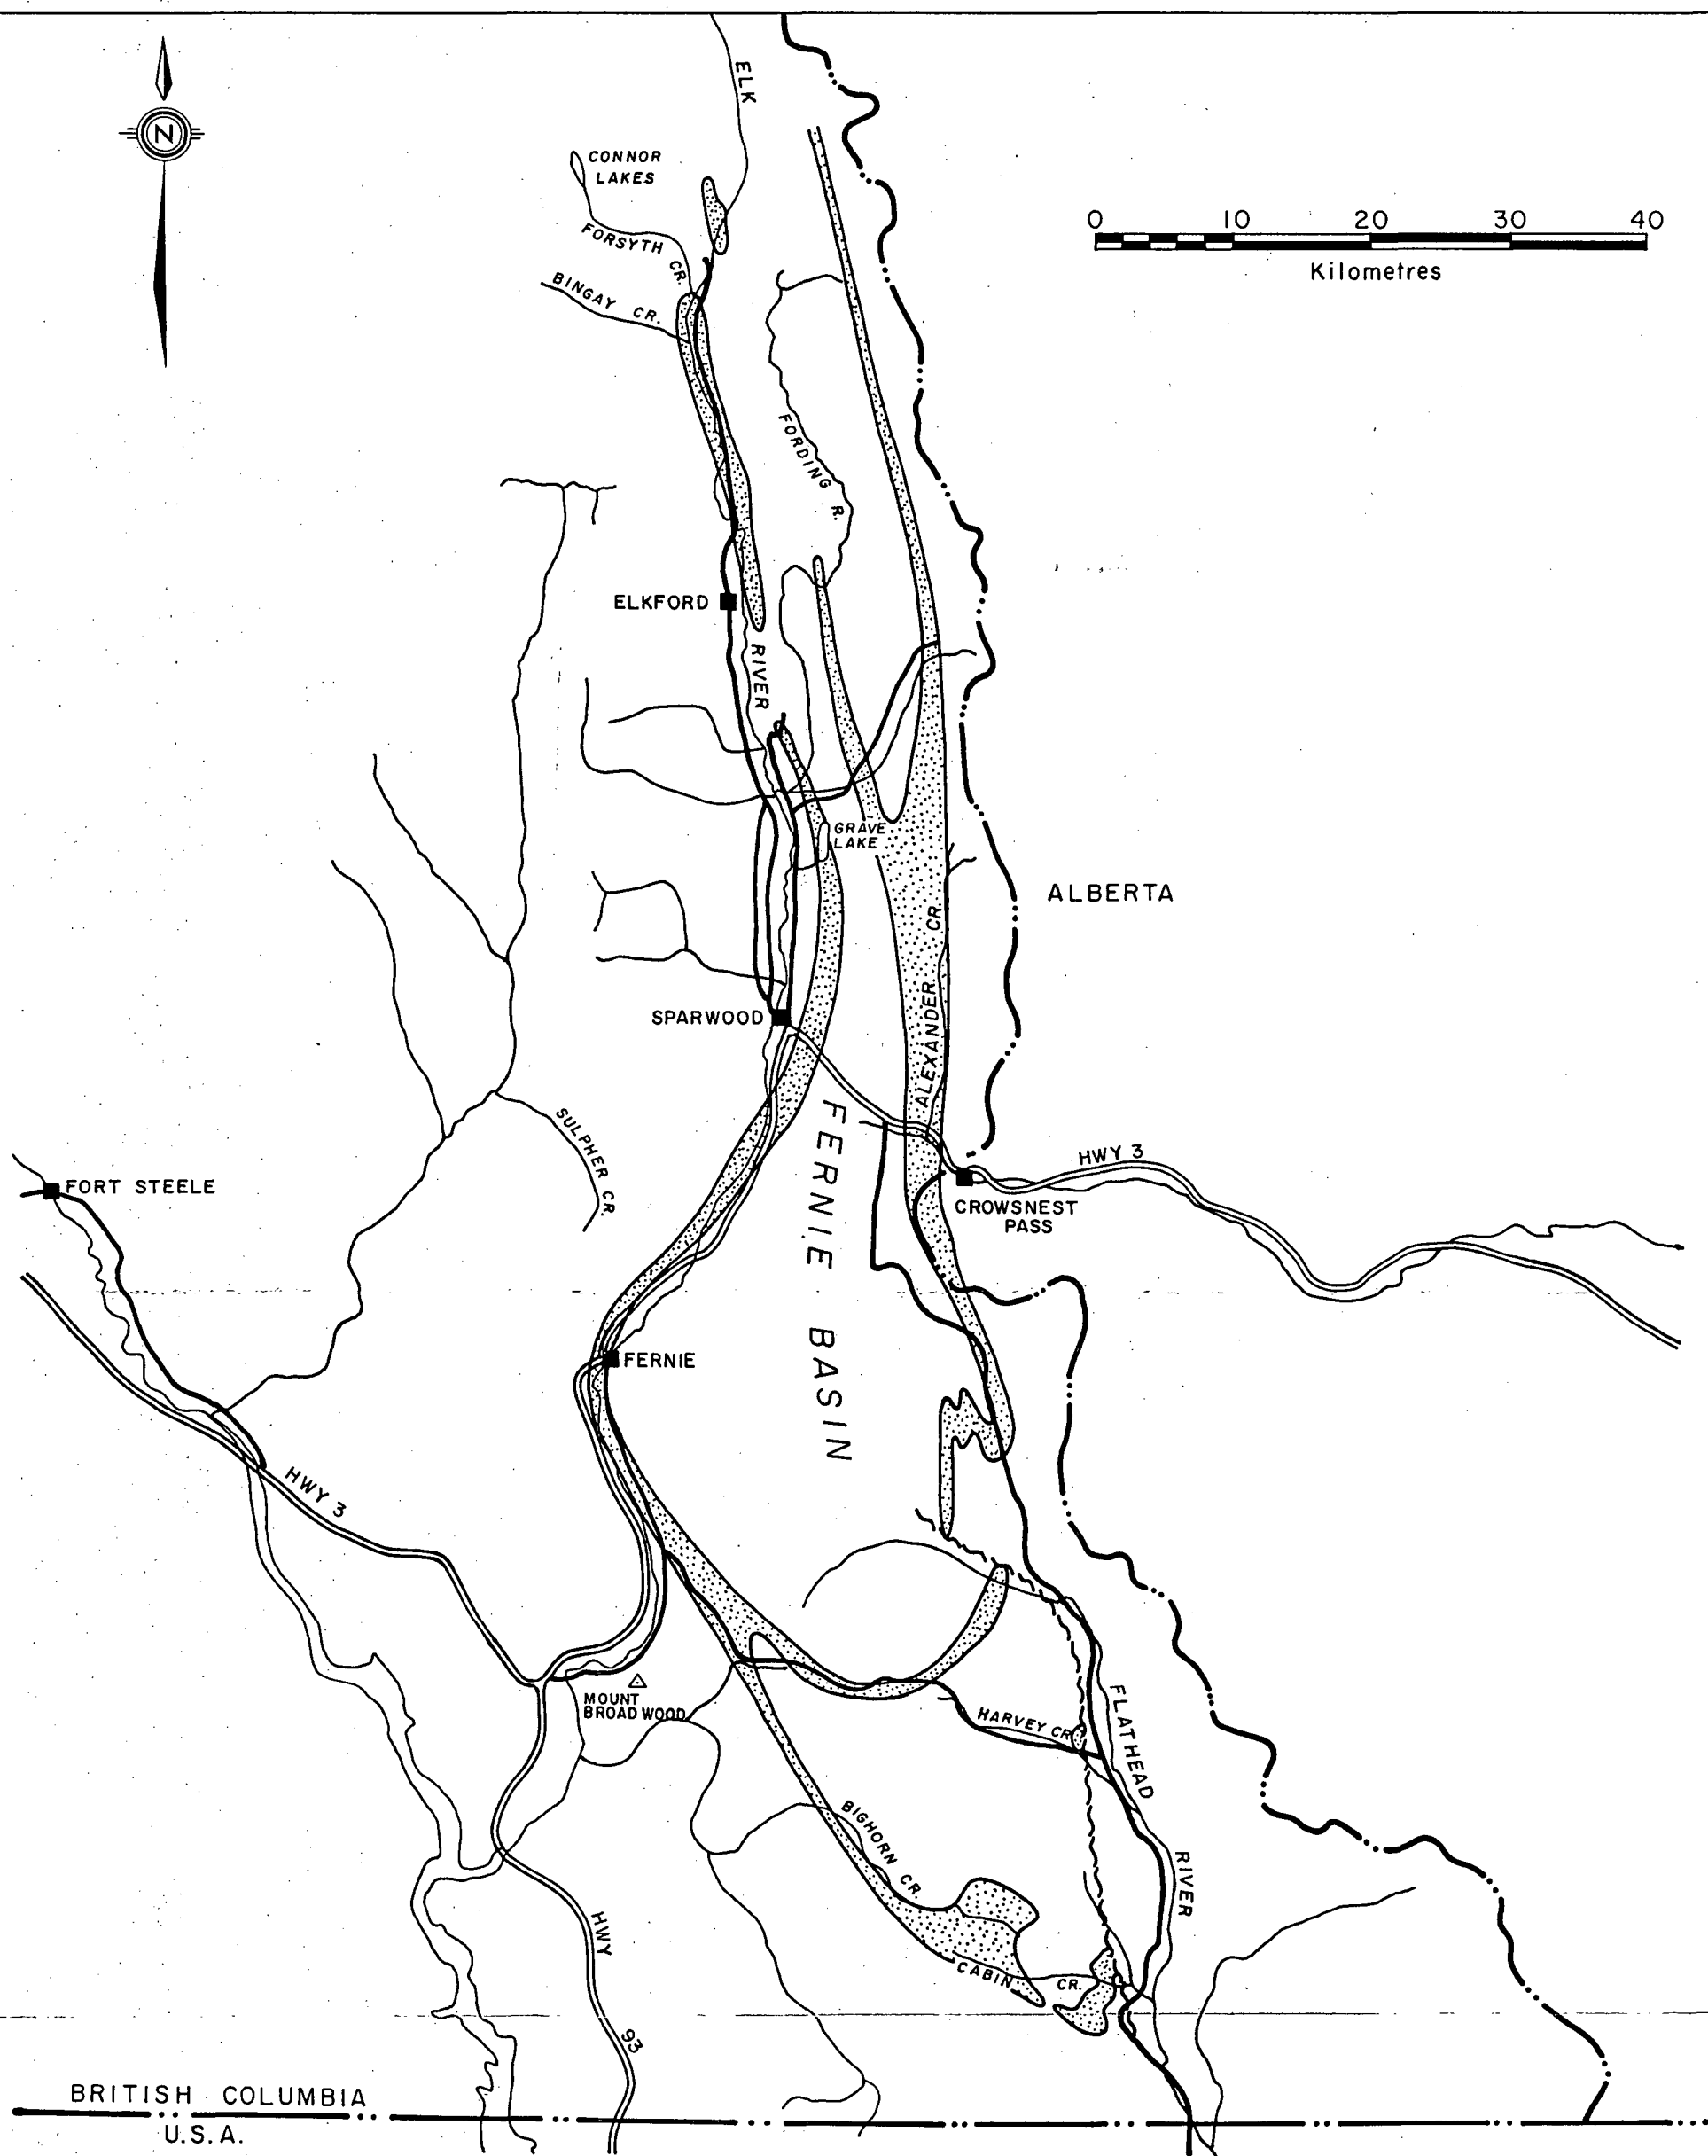 ELK
N
CONNOR
LAKES
0 10 20 30 40
Kilometres
FORSYTH CR.
BINGAY CR.
FORDING R.
ELKFORD
RIVER
GRAVE
LAKE
ALBERTA
ALEXANDER CR.
SPARWOOD
SULPHER CR.
FERNIE BASIN
HWY 3
FORT STEELE
CROWSNEST
PASS
FERNIE
HWY 3
MOUNT
BROADWOOD
HARVEY CR
FLATHEAD
RIVER
BIGHORN CR.
HWY
93
CABIN CR.
BRITISH COLUMBIA
U.S.A.